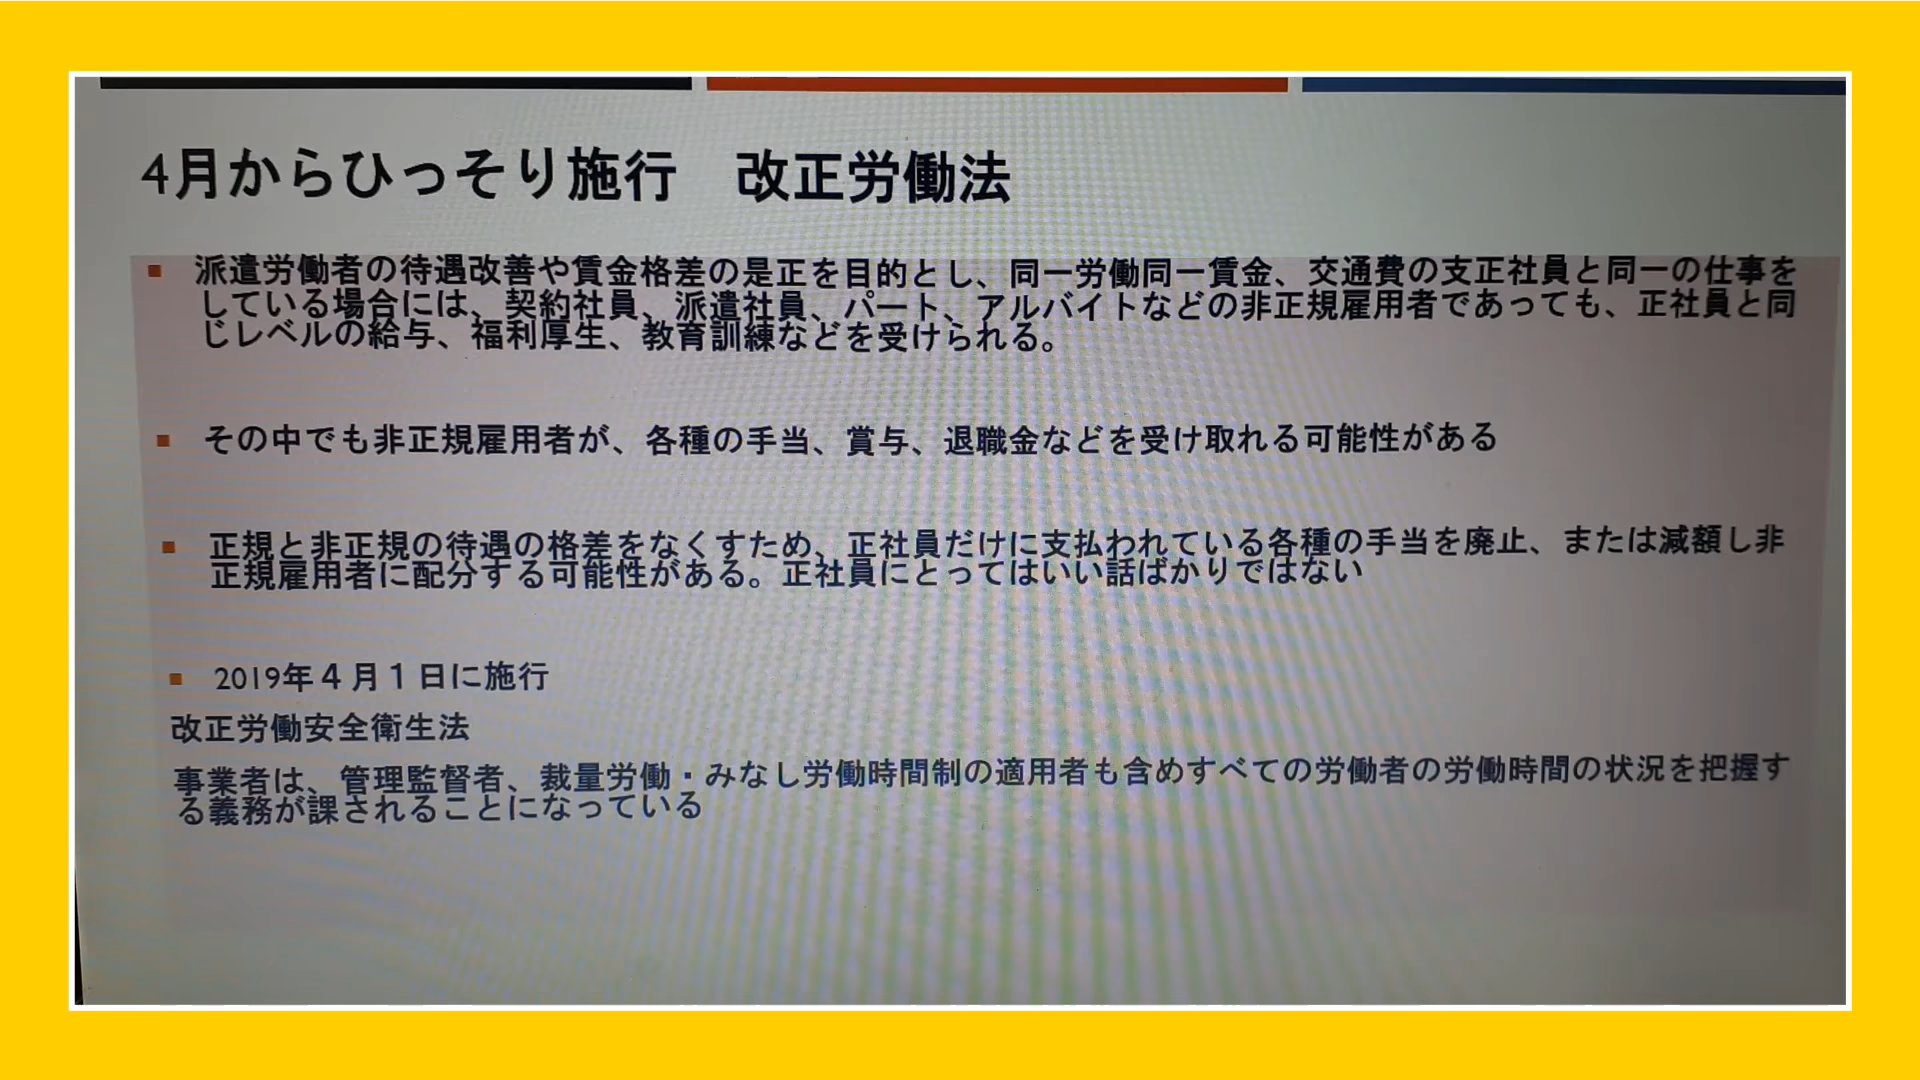 4月からひっそり施行　改正労働法
派遣労働者の待遇改善や賃金格差の是正を目的とし、同一労働同一賃金、交通費の支正社員と同一の仕事を
している場合には、契約社員、派遣社員、パート、アルバイトなどの非正規雇用者であっても、正社員と同
じレベルの給与、福利厚生、教育訓練などを受けられる。
その中でも非正規雇用者が、各種の手当、賞与、退職金などを受け取れる可能性がある
正規と非正規の待遇の格差をなくすため、正社員だけに支払われている各種の手当を廃止、または減額し非
正規雇用者に配分する可能性がある。正社員にとってはいい話ばかりではない
2019年４月１日に施行
改正労働安全衛生法
事業者は、管理監督者、裁量労働・みなし労働時間制の適用者も含めすべての労働者の労働時間の状況を把握す
る義務が課されることになっている